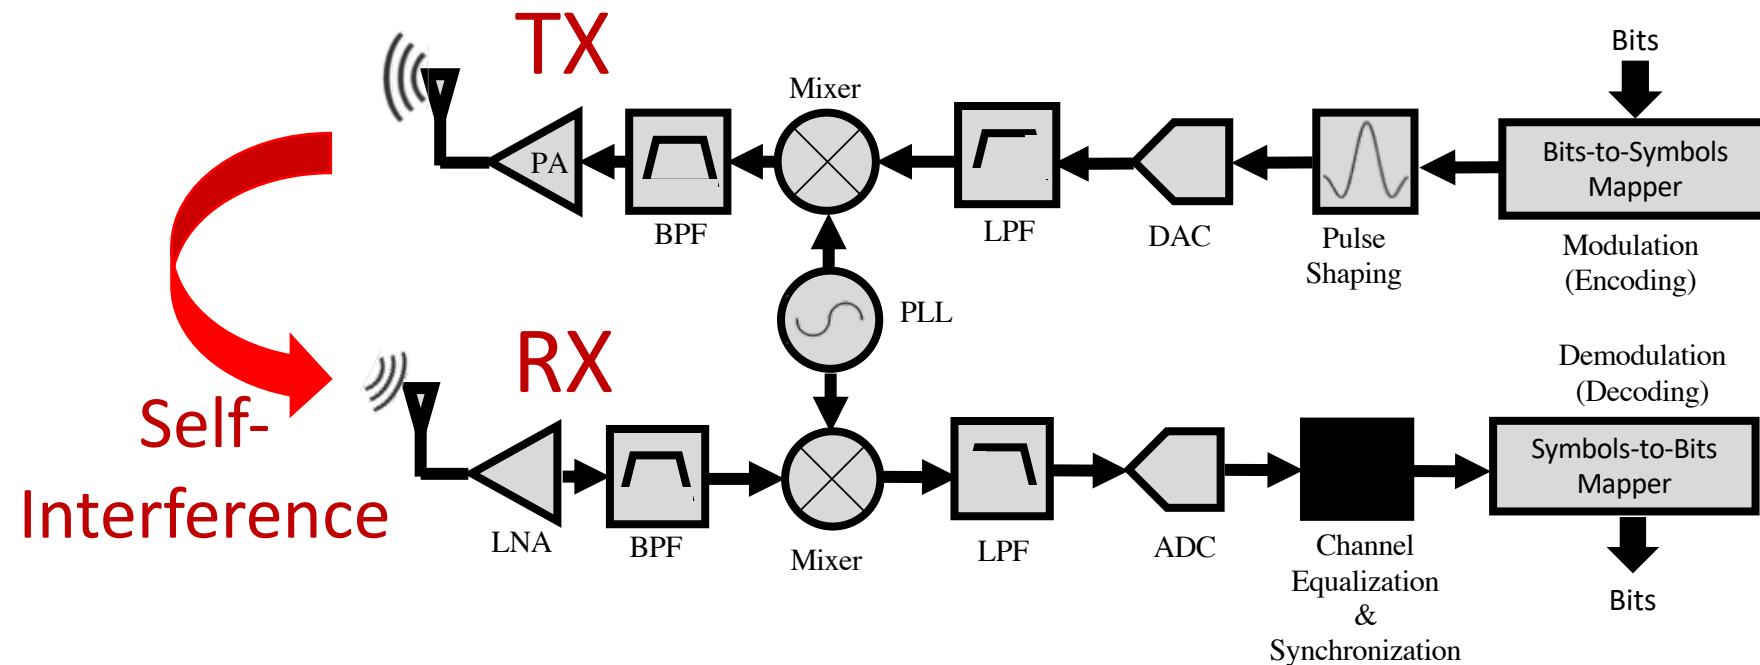 TX
Bits
Mixer
PA
Bits-to-Symbols
Mapper
BPF
LPF
DAC
Pulse
Shaping
Modulation
(Encoding)
PLL
RX
Demodulation
(Decoding)
Self-
Interference
Symbols-to-Bits
Mapper
LNA
BPF
Mixer
LPF
ADC
Channel
Equalization
&
Synchronization
Bits